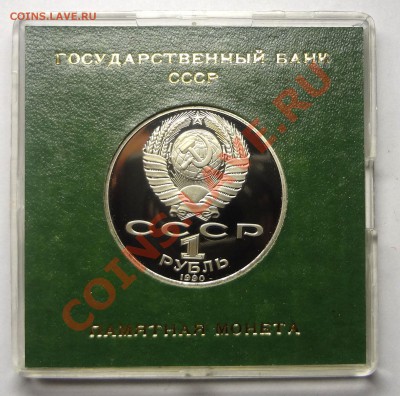 COINS.LAVE.RU
ГОСУДАРСТВЕННЫЙ БАНК
СССР
СССР
1
РУБЛЬ
1990
ПАМЯТНАЯ МОНЕТА
COINS.LAVE.RU